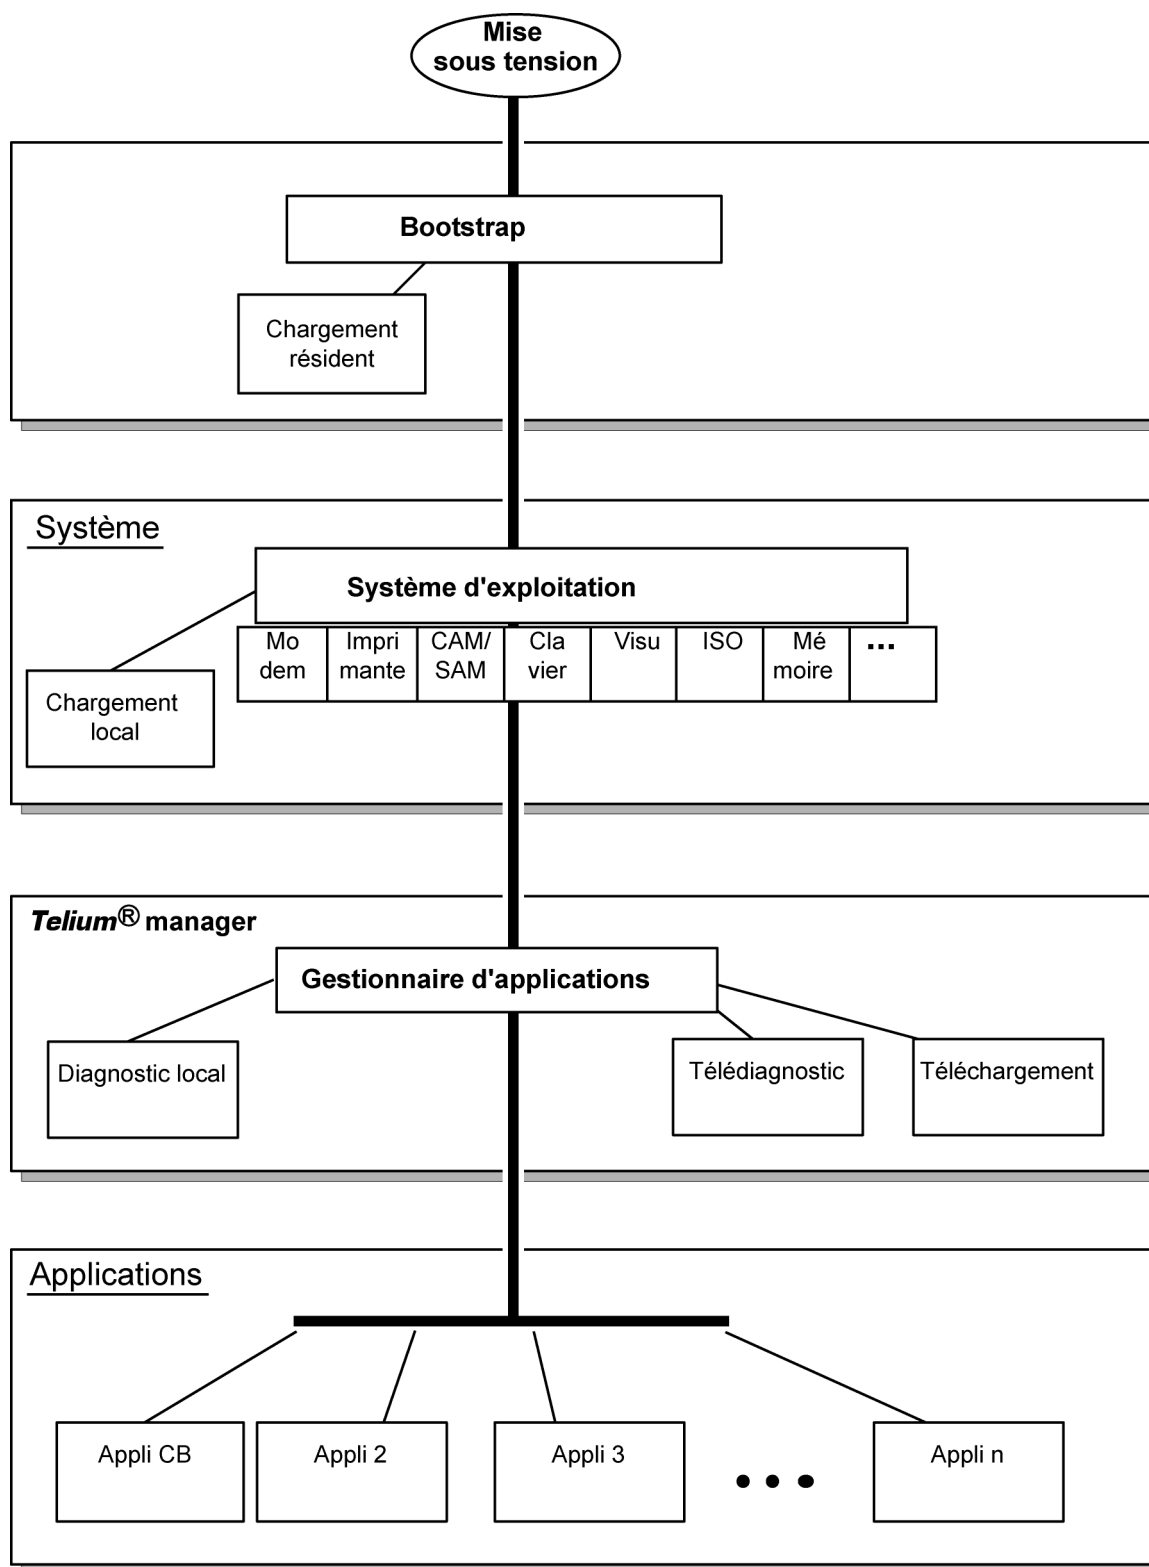 Mise
sous tension
Bootstrap
Chargement
résident
Système
Système d'exploitation
Mo
dem
Impri
mante
CAM/
SAM
Cla
vier
Visu
ISO
Mé
moire
...
Chargement
local
Telium® manager
Gestionnaire d'applications
Diagnostic local
Télédiagnostic
Téléchargement
Applications
Appli CB
Appli 2
Appli 3
...
Appli n